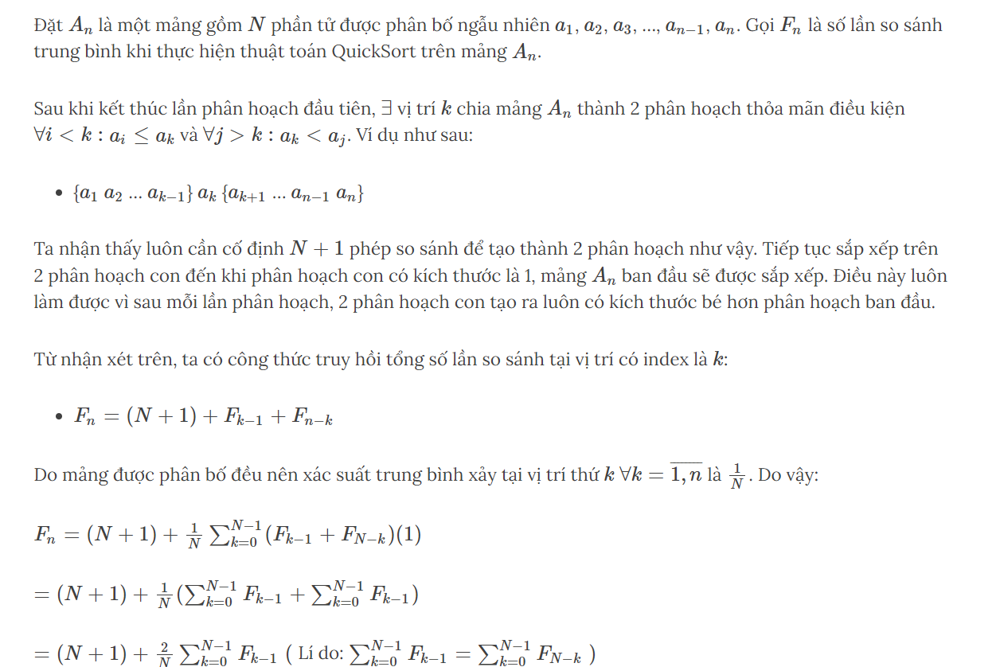 Đặt $A_n$ là một mảng gồm $N$ phần tử được phân bố ngẫu nhiên $a_1, a_2, a_3, ..., a_{n-1}, a_n$. Gọi $F_n$ là số lần so sánh
trung bình khi thực hiện thuật toán QuickSort trên mảng $A_n$.
Sau khi kết thúc lần phân hoạch đầu tiên, $\exists$ vị trí $k$ chia mảng $A_n$ thành 2 phân hoạch thỏa mãn điều kiện
$\forall i < k : a_i \leq a_k$ và $\forall j > k : a_k < a_j$. Ví dụ như sau:
• $\{a_1\ a_2\ ...\ a_{k-1}\}\ a_k\ \{a_{k+1}\ ...\ a_{n-1}\ a_n\}$
Ta nhận thấy luôn cần cố định $N + 1$ phép so sánh để tạo thành 2 phân hoạch như vậy. Tiếp tục sắp xếp trên
2 phân hoạch con đến khi phân hoạch con có kích thước là 1, mảng $A_n$ ban đầu sẽ được sắp xếp. Điều này luôn
làm được vì sau mỗi lần phân hoạch, 2 phân hoạch con tạo ra luôn có kích thước bé hơn phân hoạch ban đầu.
Từ nhận xét trên, ta có công thức truy hồi tổng số lần so sánh tại vị trí có index là $k$:
• $F_n = (N + 1) + F_{k-1} + F_{n-k}$
Do mảng được phân bố đều nên xác suất trung bình xảy tại vị trí thứ $k\ \forall k = \overline{1, n}$ là $\frac{1}{N}$. Do vậy:
$F_n = (N + 1) + \frac{1}{N} \sum_{k=0}^{N-1} (F_{k-1} + F_{N-k})(1)$
$= (N + 1) + \frac{1}{N} (\sum_{k=0}^{N-1} F_{k-1} + \sum_{k=0}^{N-1} F_{k-1})$
$= (N + 1) + \frac{2}{N} \sum_{k=0}^{N-1} F_{k-1}$ ( Lí do: $\sum_{k=0}^{N-1} F_{k-1} = \sum_{k=0}^{N-1} F_{N-k}$ )